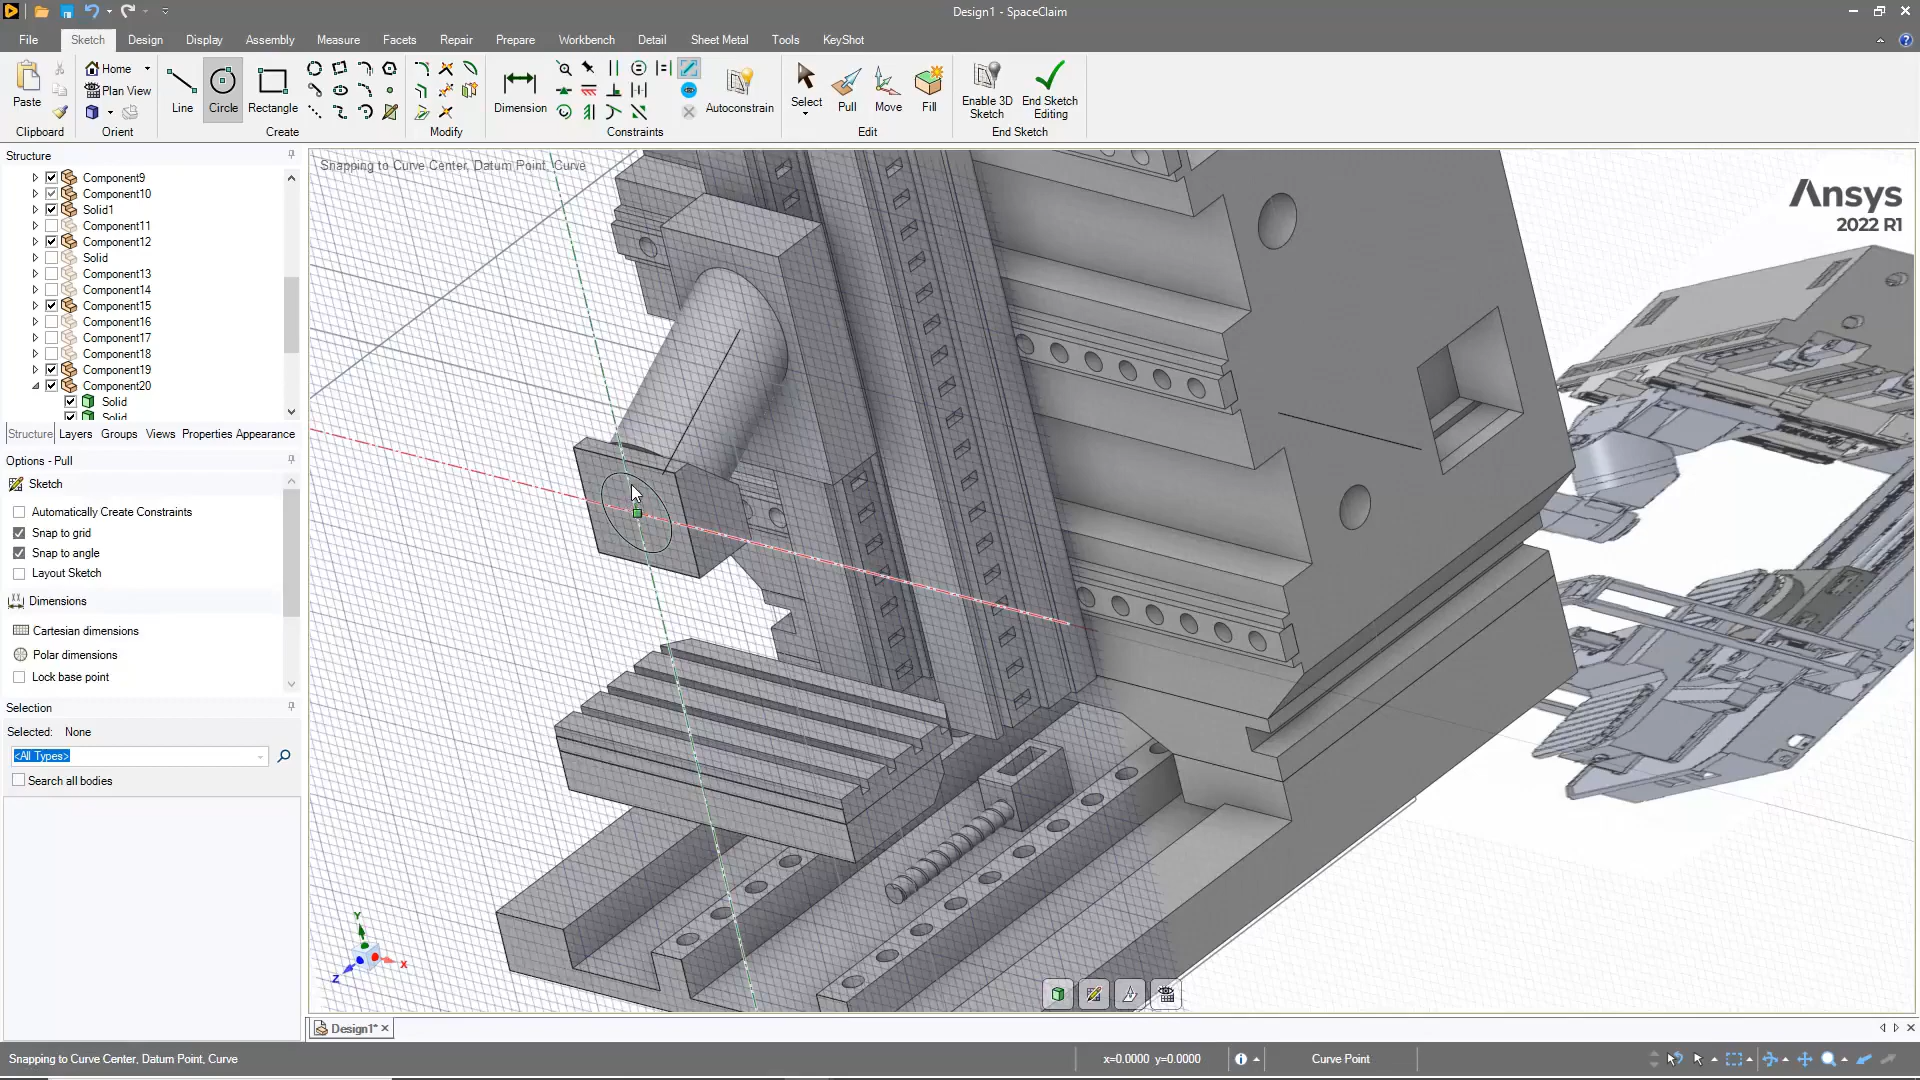 Design1 - SpaceClaim
File Sketch Design Display Assembly Measure Facets Repair Prepare Workbench Detail Sheet Metal Tools KeyShot
Paste
Home
Plan View
Line Circle Rectangle
Dimension
Autoconstrain
Select Pull Move Fill
Enable 3D Sketch
End Sketch Editing
Clipboard Orient Create Modify Constraints Edit End Sketch
Structure
Component9
Component10
Solid1
Component11
Component12
Solid
Component13
Component14
Component15
Component16
Component17
Component18
Component19
Component20
Solid
Solid
Structure Layers Groups Views Properties Appearance
Options - Pull
Sketch
Automatically Create Constraints
Snap to grid
Snap to angle
Layout Sketch
Dimensions
Cartesian dimensions
Polar dimensions
Lock base point
Selection
Selected: None
<All Types>
Search all bodies
Snapping to Curve Center, Datum Point, Curve
Ansys
2022 R1
Y
X
Z
Design1*
Snapping to Curve Center, Datum Point, Curve
x=0.0000 y=0.0000
Curve Point